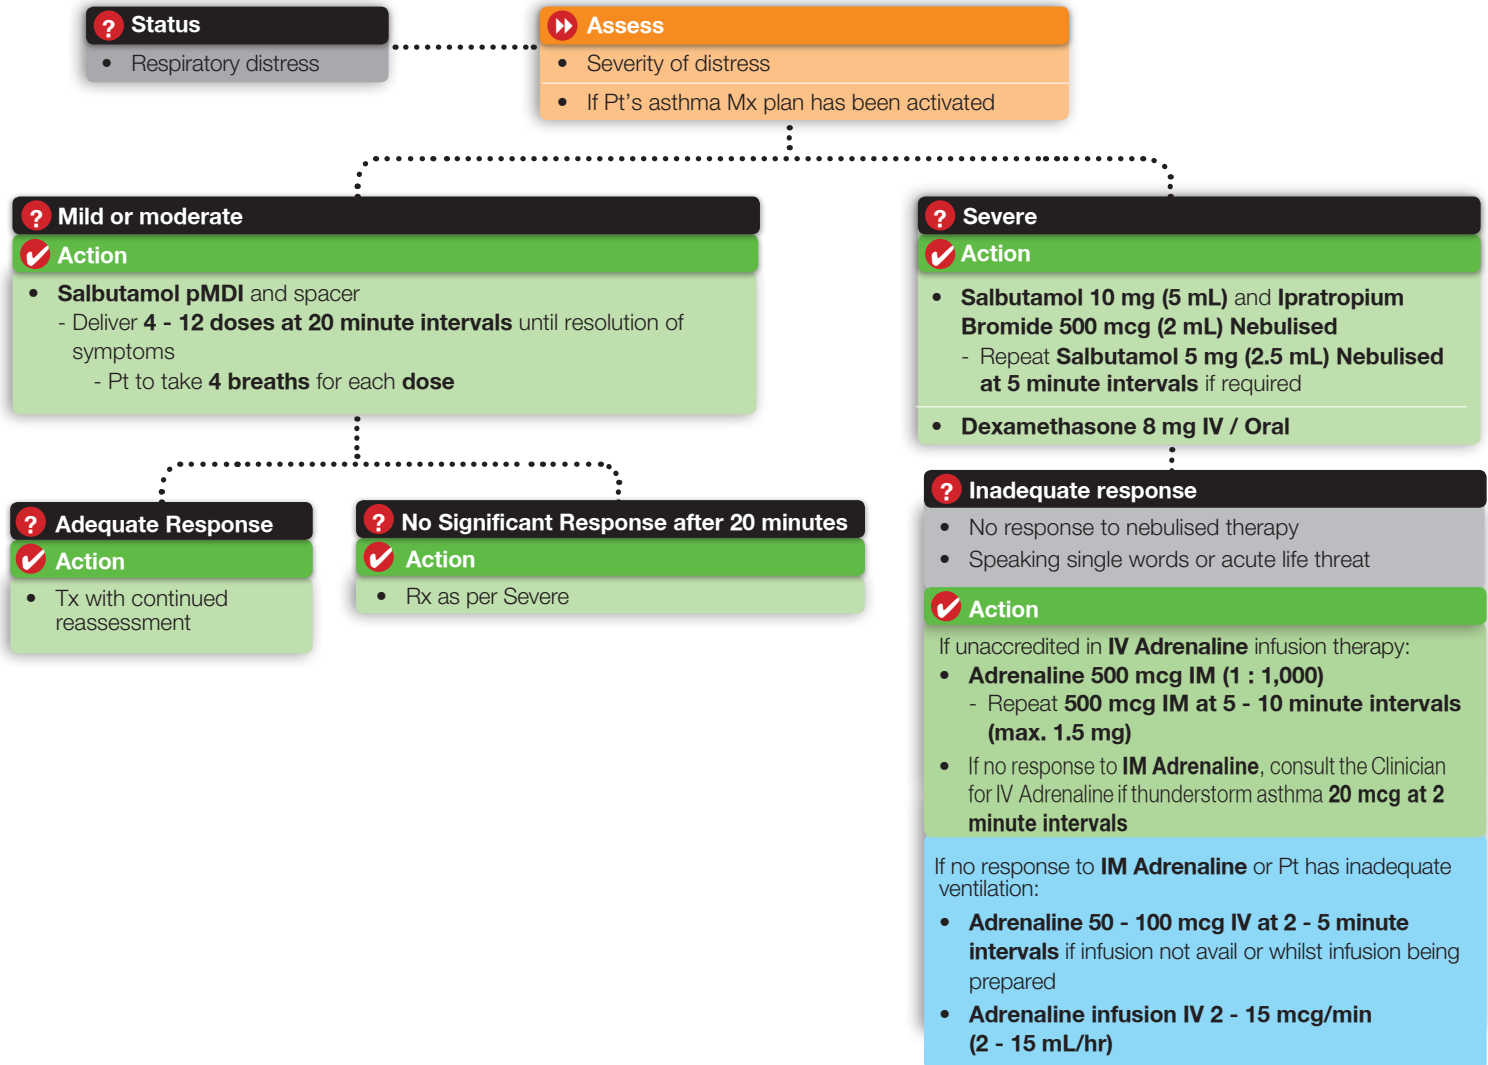 ? Status
• Respiratory distress
Assess
• Severity of distress
• If Pt's asthma Mx plan has been activated
? Mild or moderate
Action
• Salbutamol pMDI and spacer
- Deliver 4 - 12 doses at 20 minute intervals until resolution of
symptoms
- Pt to take 4 breaths for each dose
? Adequate Response
Action
• Tx with continued
reassessment
? No Significant Response after 20 minutes
Action
• Rx as per Severe
? Severe
Action
• Salbutamol 10 mg (5 mL) and Ipratropium
Bromide 500 mcg (2 mL) Nebulised
- Repeat Salbutamol 5 mg (2.5 mL) Nebulised
at 5 minute intervals if required
• Dexamethasone 8 mg IV / Oral
? Inadequate response
• No response to nebulised therapy
• Speaking single words or acute life threat
Action
If unaccredited in IV Adrenaline infusion therapy:
• Adrenaline 500 mcg IM (1 : 1,000)
- Repeat 500 mcg IM at 5 - 10 minute intervals
(max. 1.5 mg)
• If no response to IM Adrenaline, consult the Clinician
for IV Adrenaline if thunderstorm asthma 20 mcg at 2
minute intervals
If no response to IM Adrenaline or Pt has inadequate
ventilation:
• Adrenaline 50 - 100 mcg IV at 2 - 5 minute
intervals if infusion not avail or whilst infusion being
prepared
• Adrenaline infusion IV 2 - 15 mcg/min
(2 - 15 mL/hr)